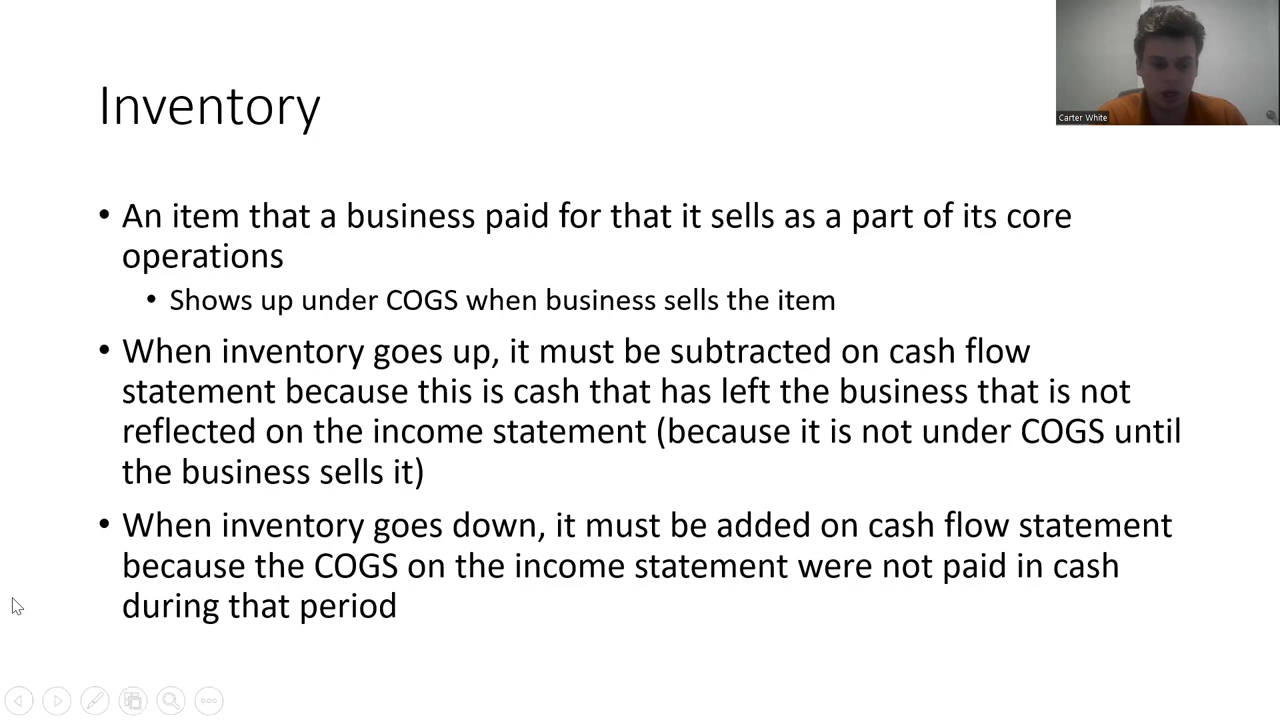 Inventory
Carter White
• An item that a business paid for that it sells as a part of its core
operations
• Shows up under COGS when business sells the item
• When inventory goes up, it must be subtracted on cash flow
statement because this is cash that has left the business that is not
reflected on the income statement (because it is not under COGS until
the business sells it)
• When inventory goes down, it must be added on cash flow statement
because the COGS on the income statement were not paid in cash
during that period